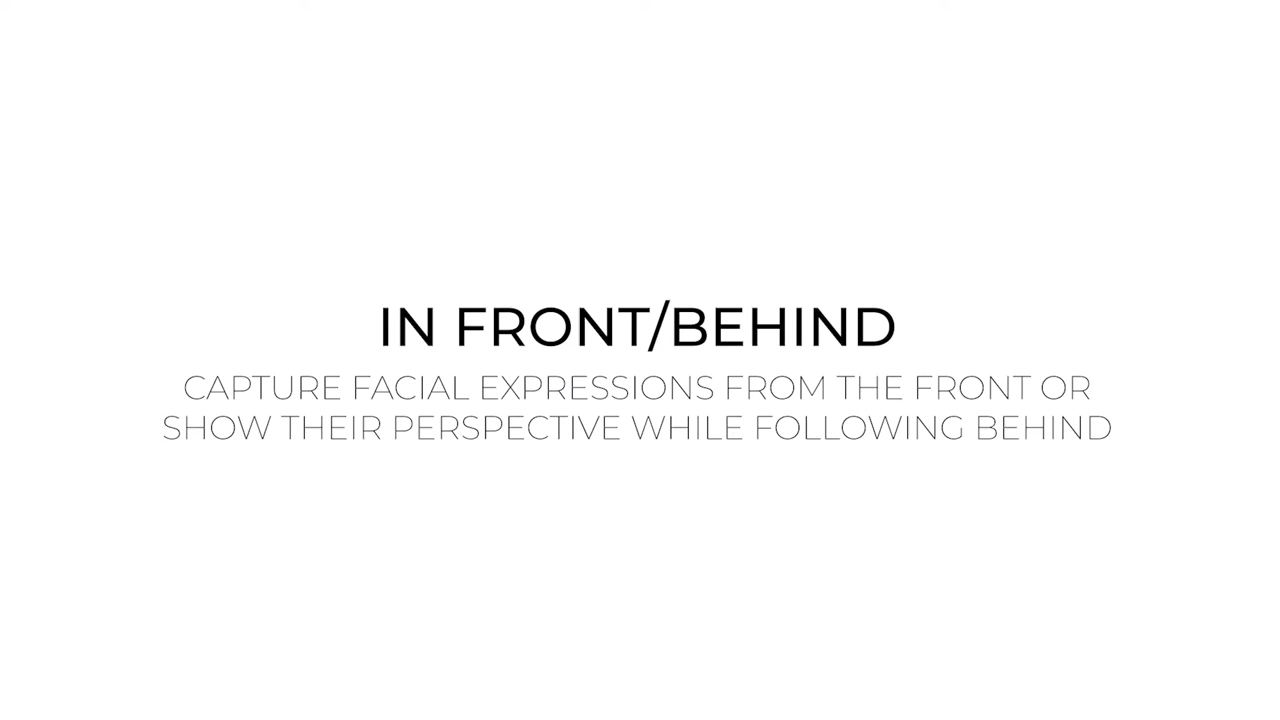 IN FRONT/BEHIND
CAPTURE FACIAL EXPRESSIONS FROM THE FRONT OR
SHOW THEIR PERSPECTIVE WHILE FOLLOWING BEHIND